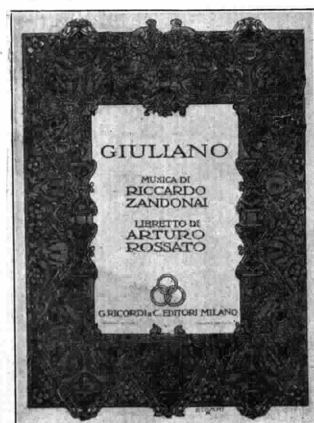 GIULIANO
MUSICA DI
RICCARDO
ZANDONAI
LIBRETTO DI
ARTURO
ROSSATO
G. RICORDI & C. EDITORI MILANO